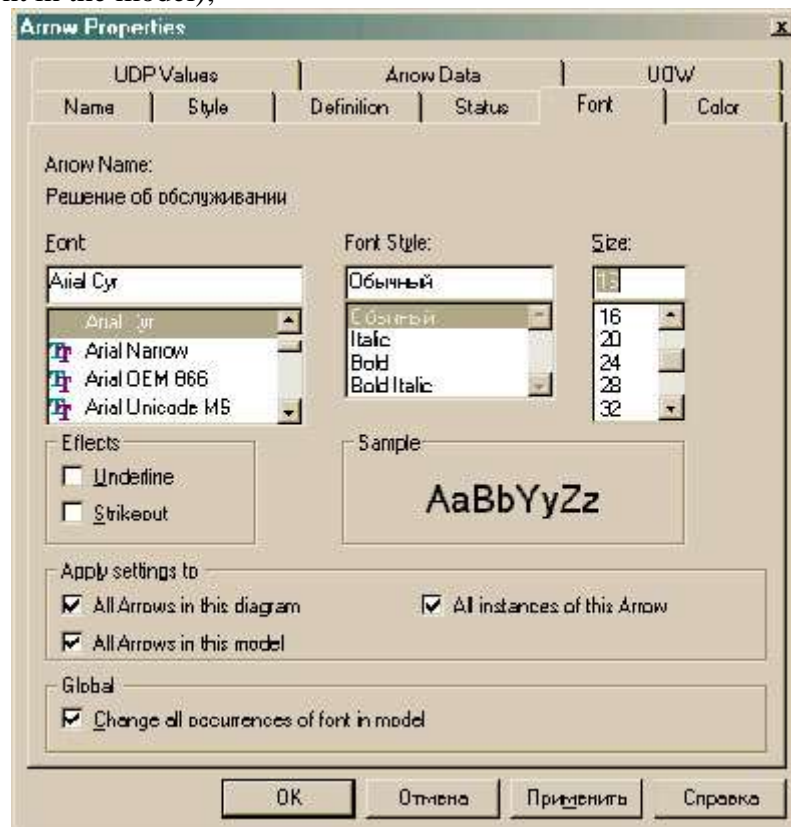 nt in the model);
Arrow Properties
UDP Values Arrow Data UOW
Name Style Definition Status Font Color
Arrow Name:
Решение об обслуживании
Font Font Style: Size:
Arial Cyr Обычный
Arial Cyr Обычный 16
Arial Narrow Italic 20
Arial OEM 866 Bold 24
Arial Unicode MS Bold Italic 28
32
Effects Sample
Underline
Strikeout
AaBbYyZz
Apply settings to
All Arrows in this diagram All instances of this Arrow
All Arrows in this model
Global
Change all occurrences of font in model
OK Отмена Применить Справка